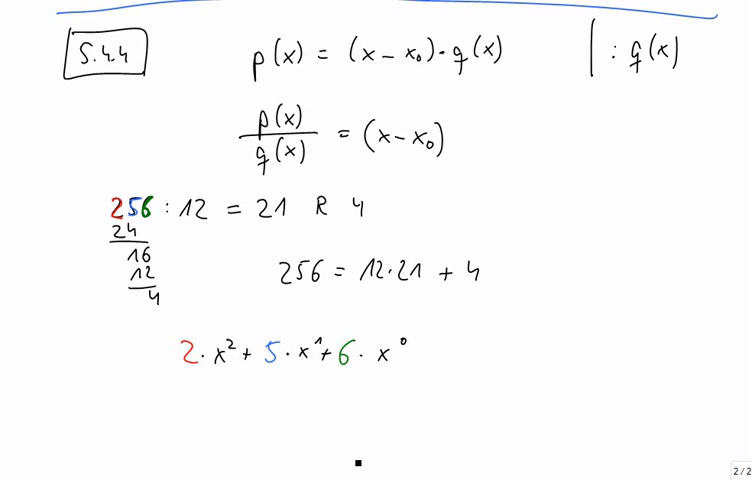 5.4.4 p(x) = (x - x₀) · q(x) | : q(x)
p(x)
q(x) = (x - x₀)
256 : 12 = 21 R 4
24
16
12 256 = 12·21 + 4
4
2 · x² + 5 · x¹ + 6 · x⁰
2/2